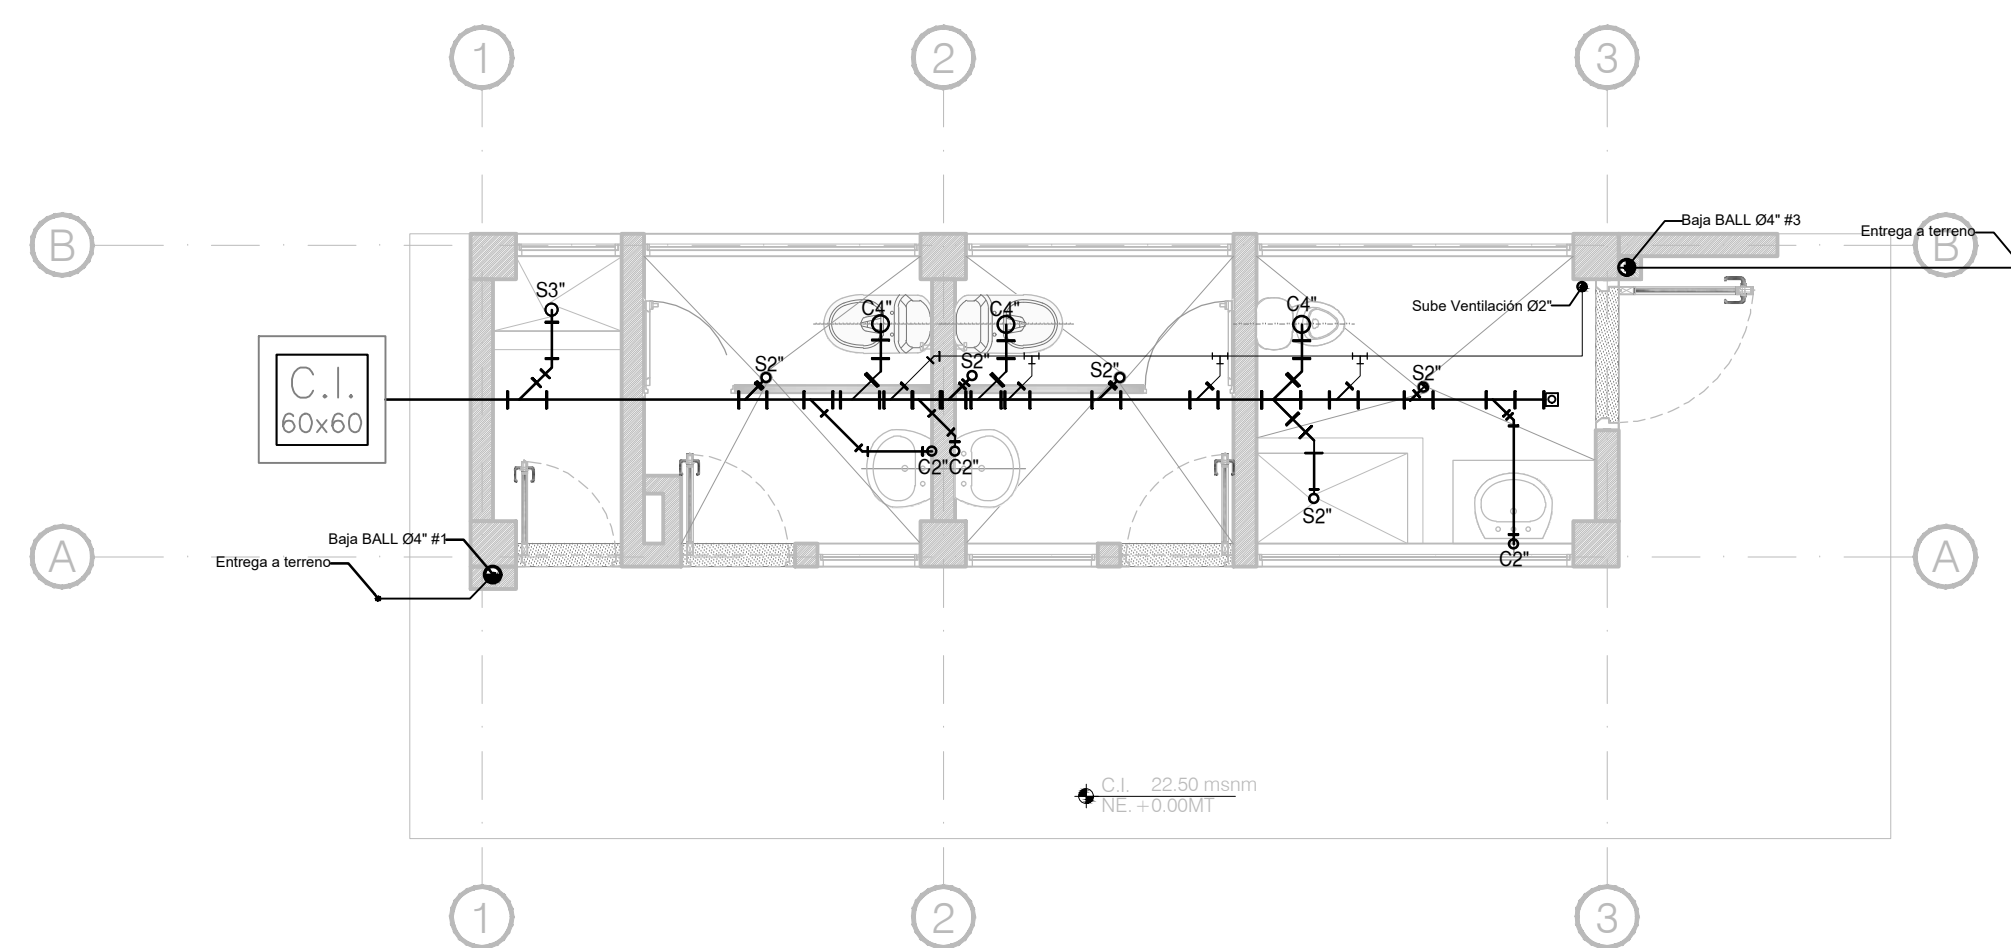 1
2
3
B
B
Baja BALL Ø4" #3
Entrega a terreno
S3"
C4"
C4"
C4"
Sube Ventilación Ø2"
S2"
S2"
S2"
S2"
C.I.
60x60
C2"
C2"
S2"
C2"
A
A
Baja BALL Ø4" #1
Entrega a terreno
C.I. 22.50 msnm
NE. +0.00MT
1
2
3